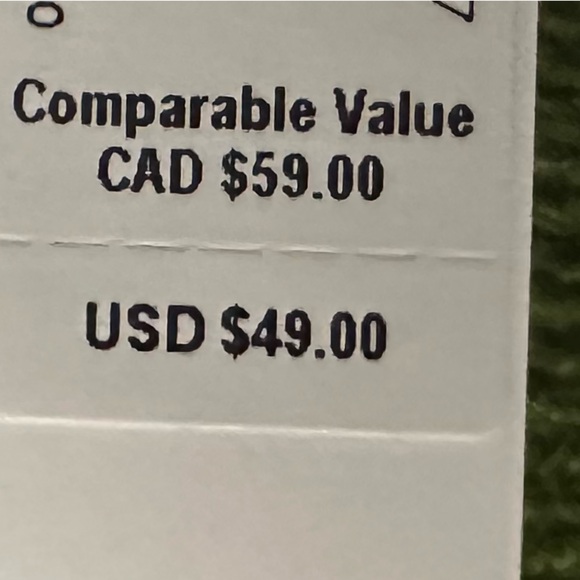 Comparable Value
CAD $59.00
USD $49.00